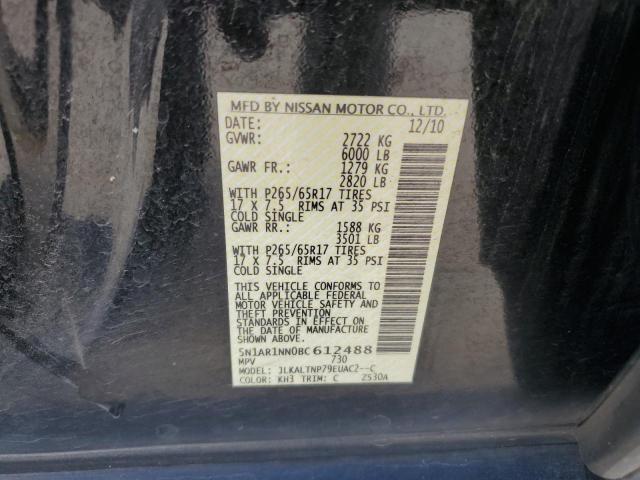 MFD BY NISSAN MOTOR CO., LTD.
DATE: 12/10
GVWR: 2722 KG
6000 LB
GAWR FR.: 1279 KG
2820 LB
WITH P265/65R17 TIRES
17 X 7.5 RIMS AT 35 PSI
COLD SINGLE
GAWR RR.: 1588 KG
3501 LB
WITH P265/65R17 TIRES
17 X 7.5 RIMS AT 35 PSI
COLD SINGLE
THIS VEHICLE CONFORMS TO
ALL APPLICABLE FEDERAL
MOTOR VEHICLE SAFETY AND
THEFT PREVENTION
STANDARDS IN EFFECT ON
THE DATE OF MANUFACTURE
SHOWN ABOVE.
5N1AR1NN0BC612488
MPV 730
MODEL: JLKALTNP79EUAC2--C
COLOR: KH3 TRIM: C ZS30A